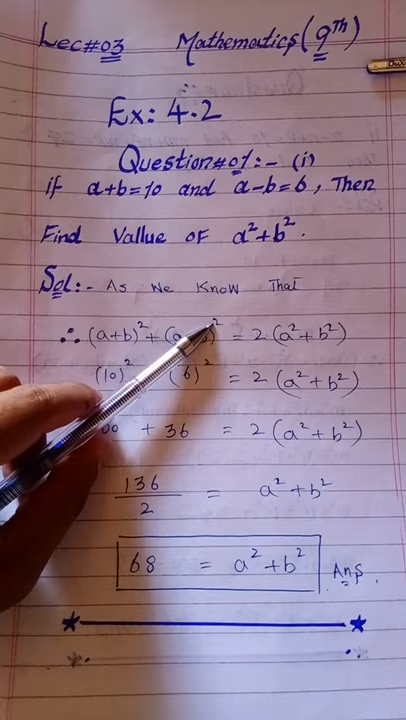 Lec#03 Mathematics (9th)
Ex: 4.2
Question#01:- (i)
if a+b=10 and a-b=6, Then
Find Vallue OF a²+b².
Sol:- As We Know That
∴ (a+b)²+( )² = 2(a²+b²)
(10)² (6)² = 2(a²+b²)
00 + 36 = 2(a²+b²)
136/2 = a²+b²
68 = a²+b² Ans.